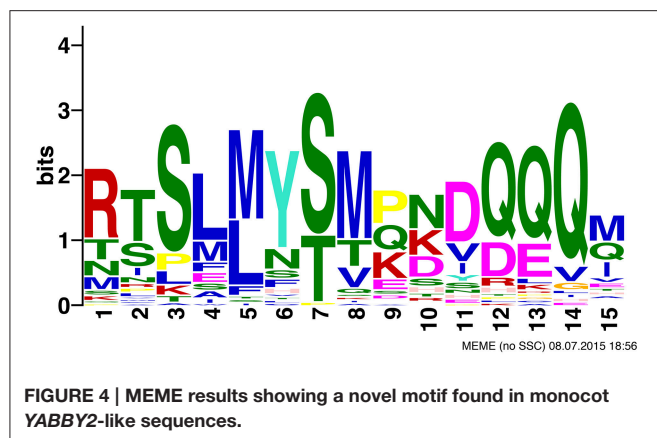 4
3
2
1
0
bits
R T S L M Y S M P N D Q Q Q M
T S P M L N T T Q K V D E V Q
1 2 3 4 5 6 7 8 9 10 11 12 13 14 15
MEME (no SSC) 08.07.2015 18:56
FIGURE 4 | MEME results showing a novel motif found in monocot
YABBY2-like sequences.